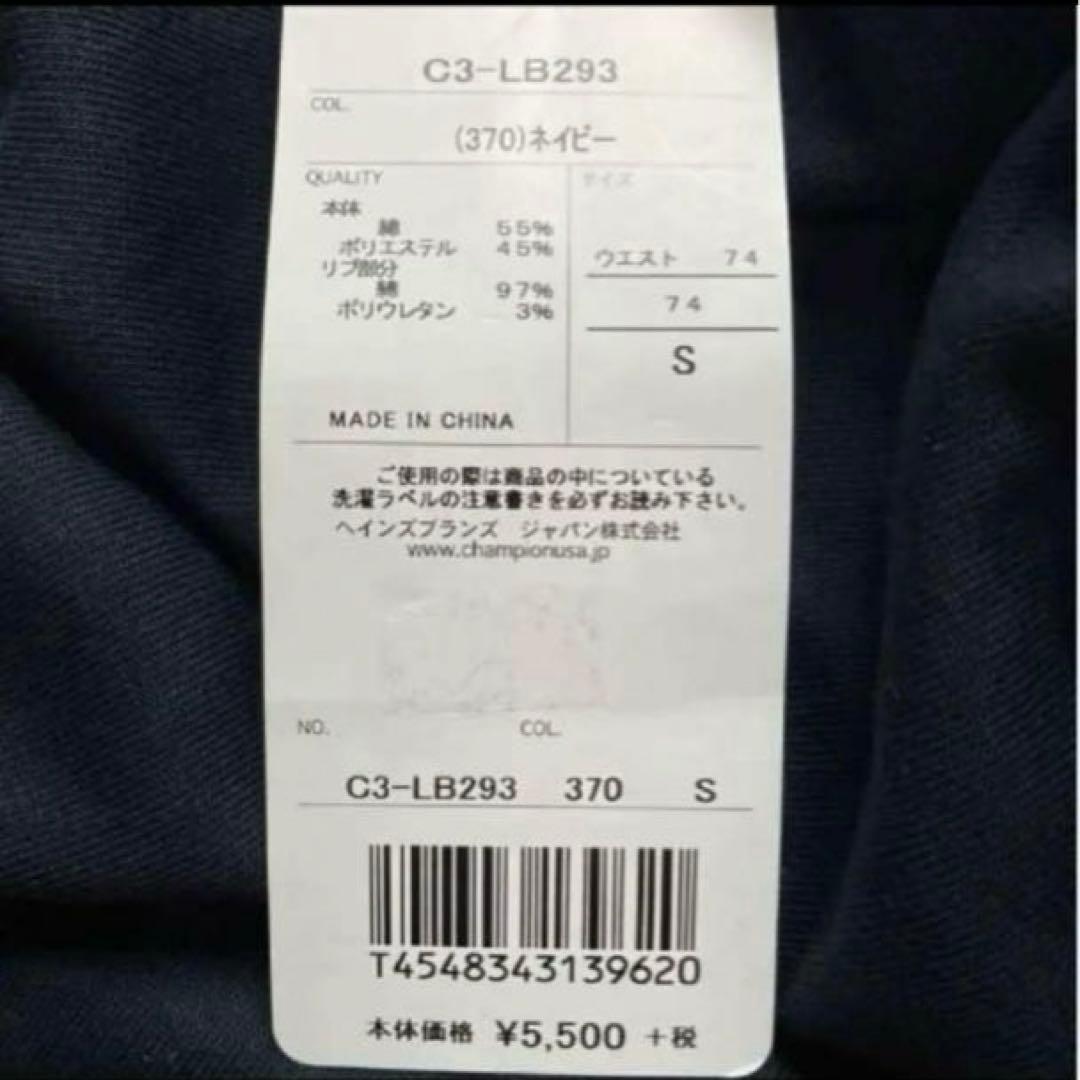 C3-LB293
COL.
(370)ネイビー
QUALITY
サイズ
本体
綿 55%
ポリエステル 45%
リブ部分
綿 97%
ポリウレタン 3%
ウエスト 74
74
S
MADE IN CHINA
ご使用の際は商品の中についている
洗濯ラベルの注意書きを必ずお読み下さい。
ヘインズブランズ ジャパン株式会社
www.championusa.jp
NO. COL.
C3-LB293 370 S
T4548343139620
本体価格 ¥5,500 +税